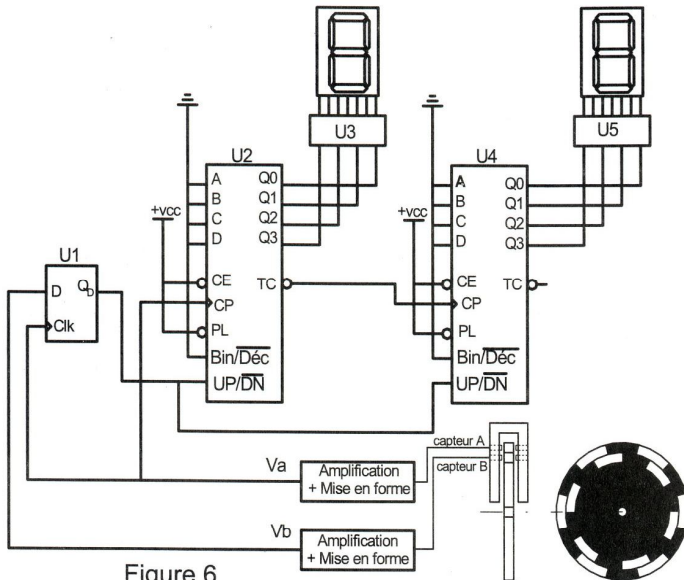 U3
U5
U2
U4
A
B
C
D
Q0
Q1
Q2
Q3
+vcc
CE
CP
PL
TC
Bin/Déc
UP/DN
A
B
C
D
Q0
Q1
Q2
Q3
+vcc
CE
CP
PL
TC
Bin/Déc
UP/DN
U1
D
QD
Clk
capteur A
capteur B
Va
Amplification
+ Mise en forme
Vb
Amplification
+ Mise en forme
Figure 6